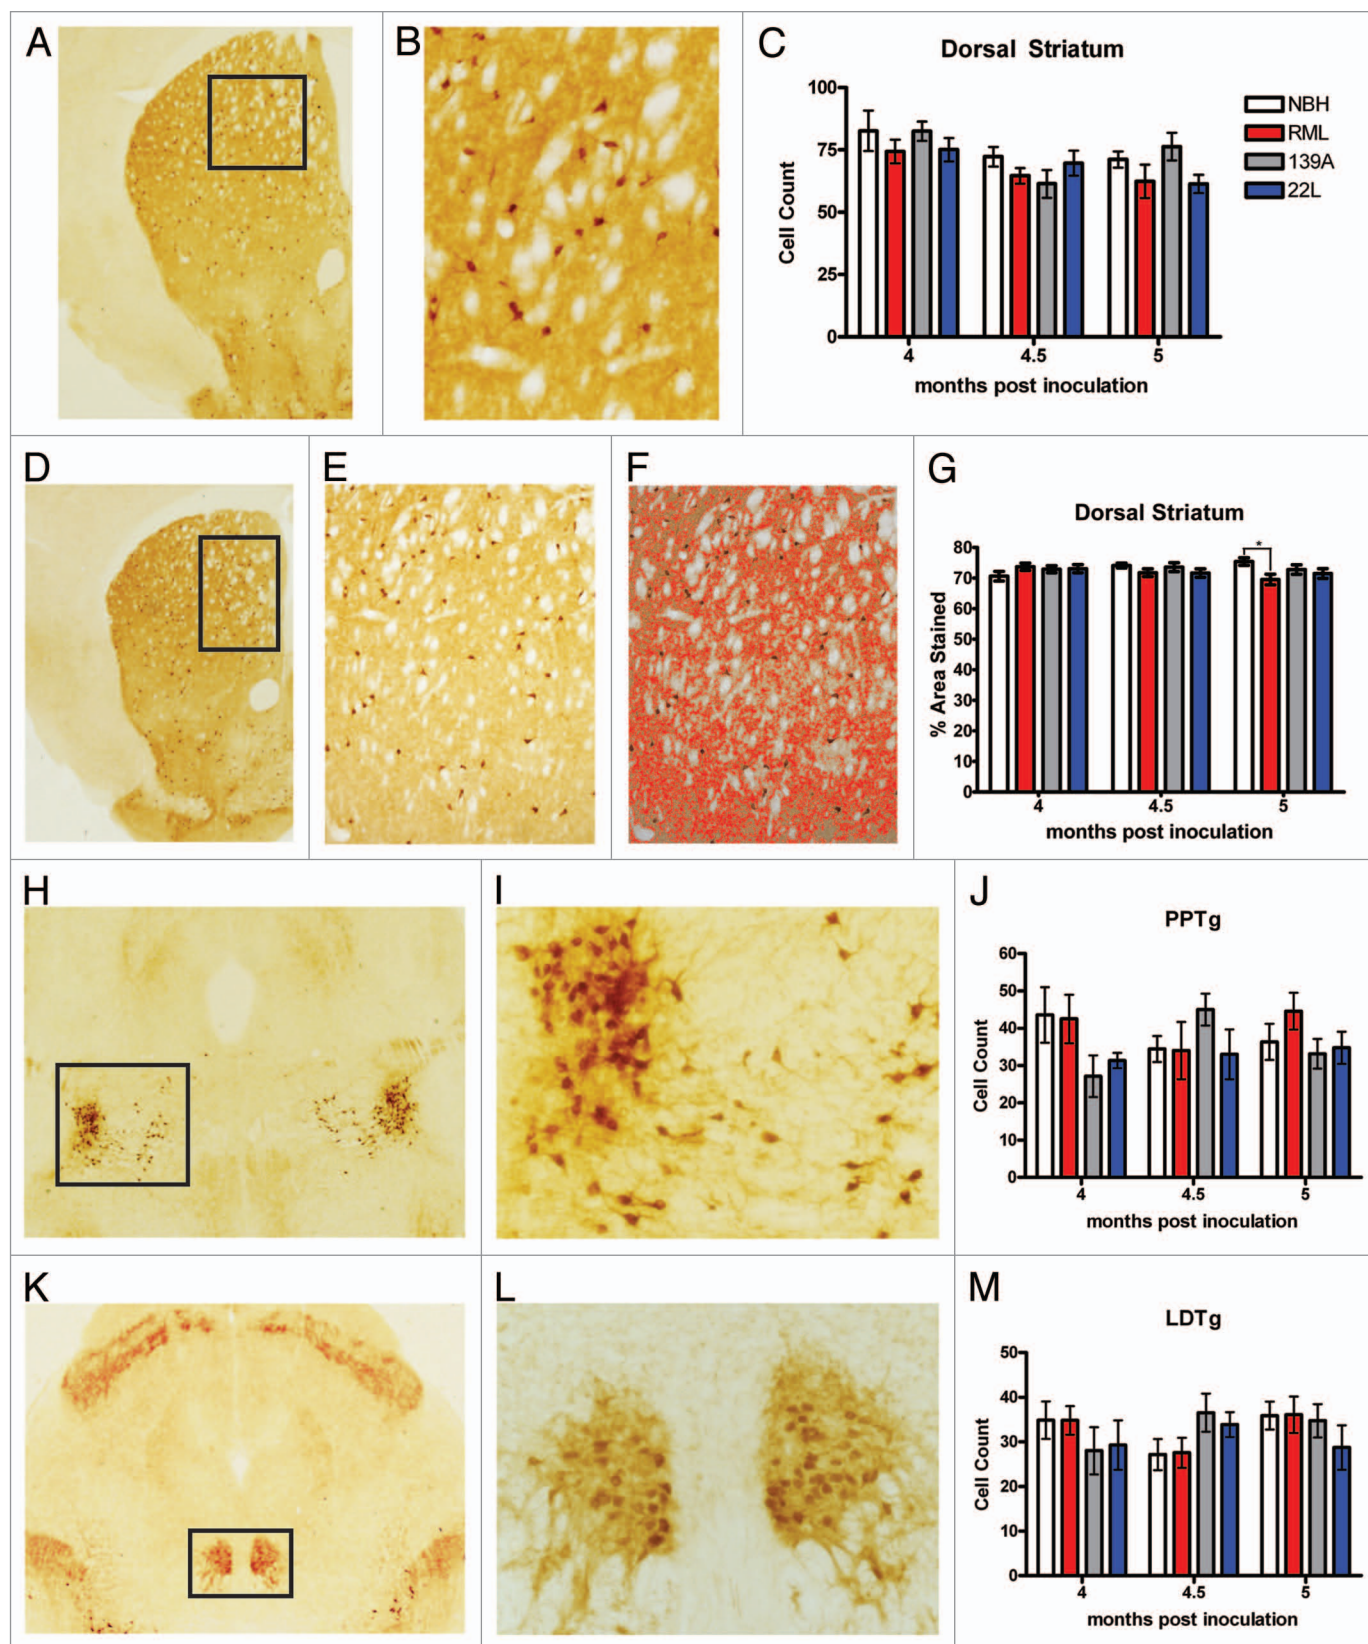 A
B
C
Dorsal Striatum
100
75
50
25
0
Cell Count
4
4.5
5
months post inoculation
NBH
RML
139A
22L
D
E
F
G
Dorsal Striatum
80
70
60
50
40
30
20
10
0
% Area Stained
*
4
4.5
5
months post inoculation
H
I
J
PPTg
60
50
40
30
20
10
0
Cell Count
4
4.5
5
months post inoculation
K
L
M
LDTg
50
40
30
20
10
0
Cell Count
4
4.5
5
months post inoculation